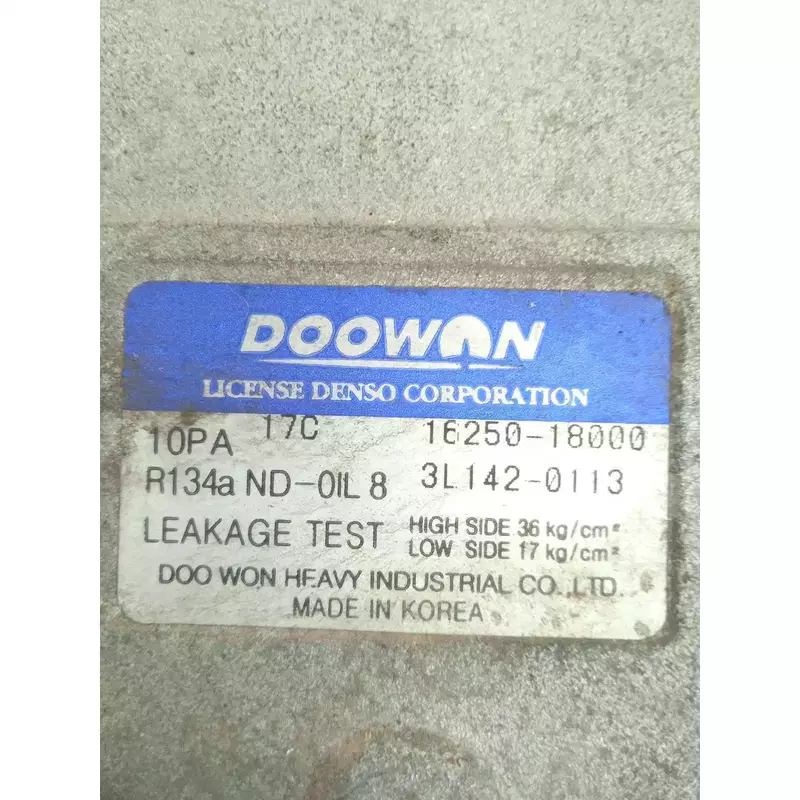 DOOWON
LICENSE DENSO CORPORATION
10PA 17C 16250-18000
R134a ND-OIL 8 3L142-0113
LEAKAGE TEST HIGH SIDE 36 kg/cm²
LOW SIDE 17 kg/cm²
DOO WON HEAVY INDUSTRIAL CO.,LTD.
MADE IN KOREA